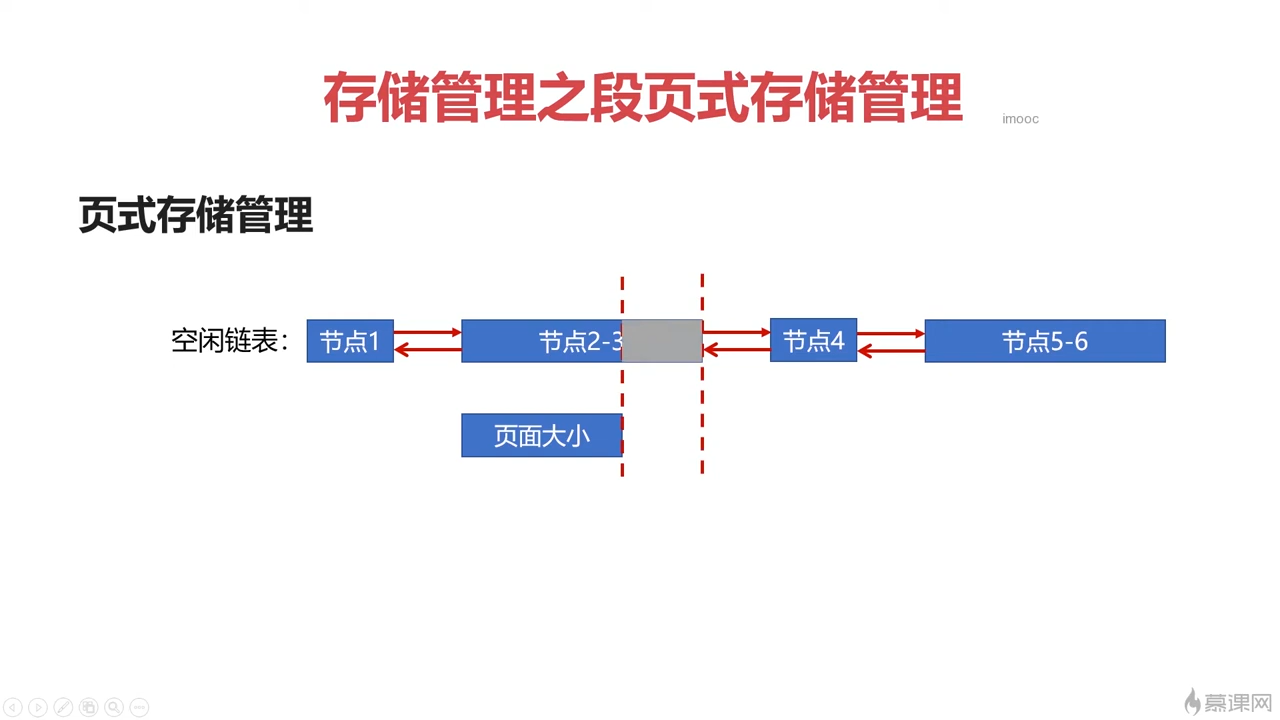 存储管理之段页式存储管理
imooc
页式存储管理
空闲链表：
节点1
节点2-3
节点4
节点5-6
页面大小
慕课网